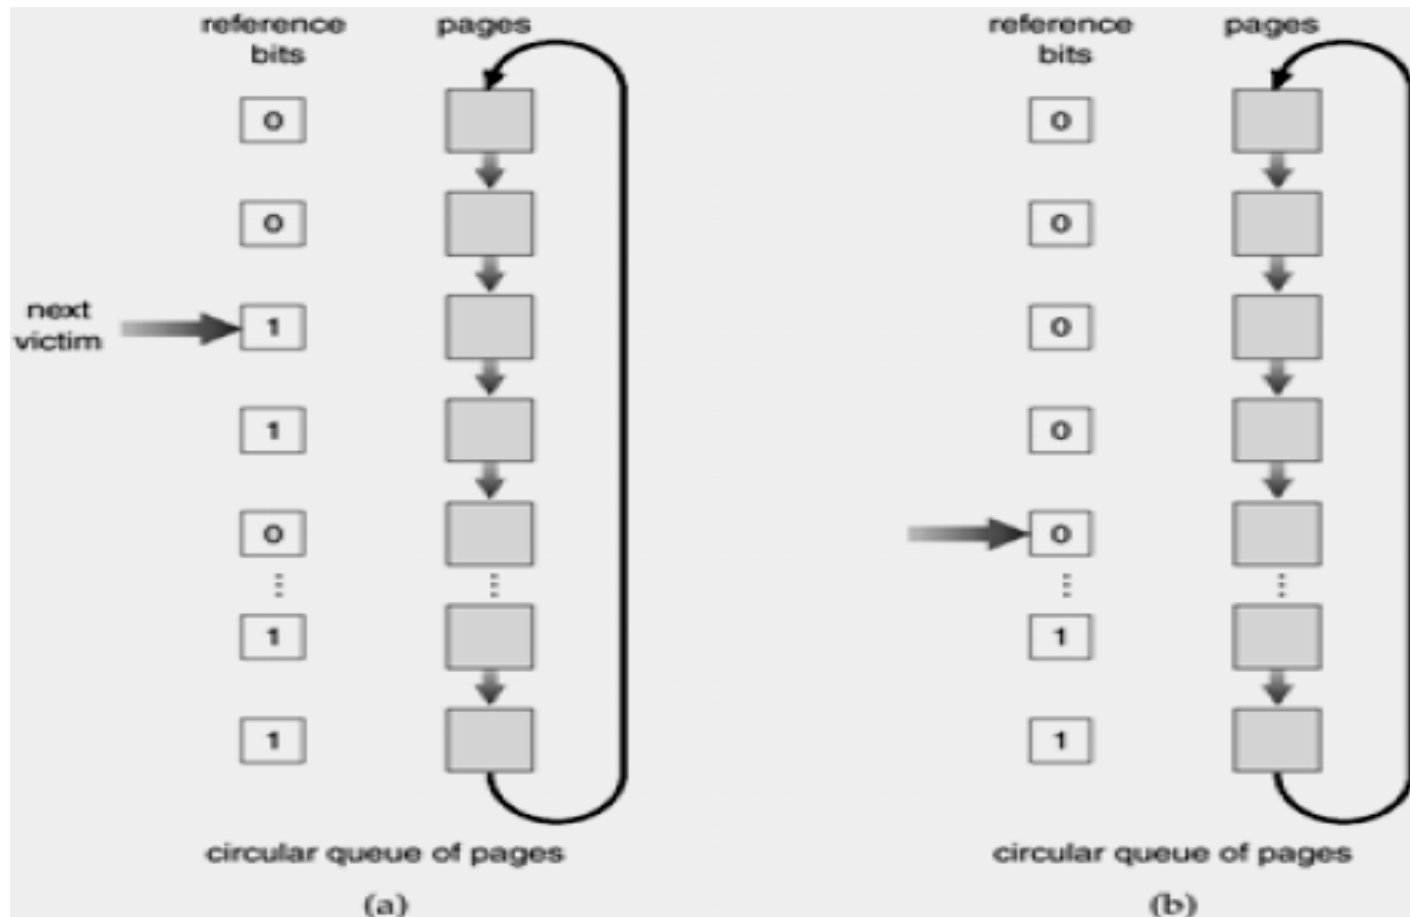 reference pages
bits
0
0
next
victim
1
1
0
1
1
circular queue of pages
(a)
reference pages
bits
0
0
0
0
0
1
1
circular queue of pages
(b)